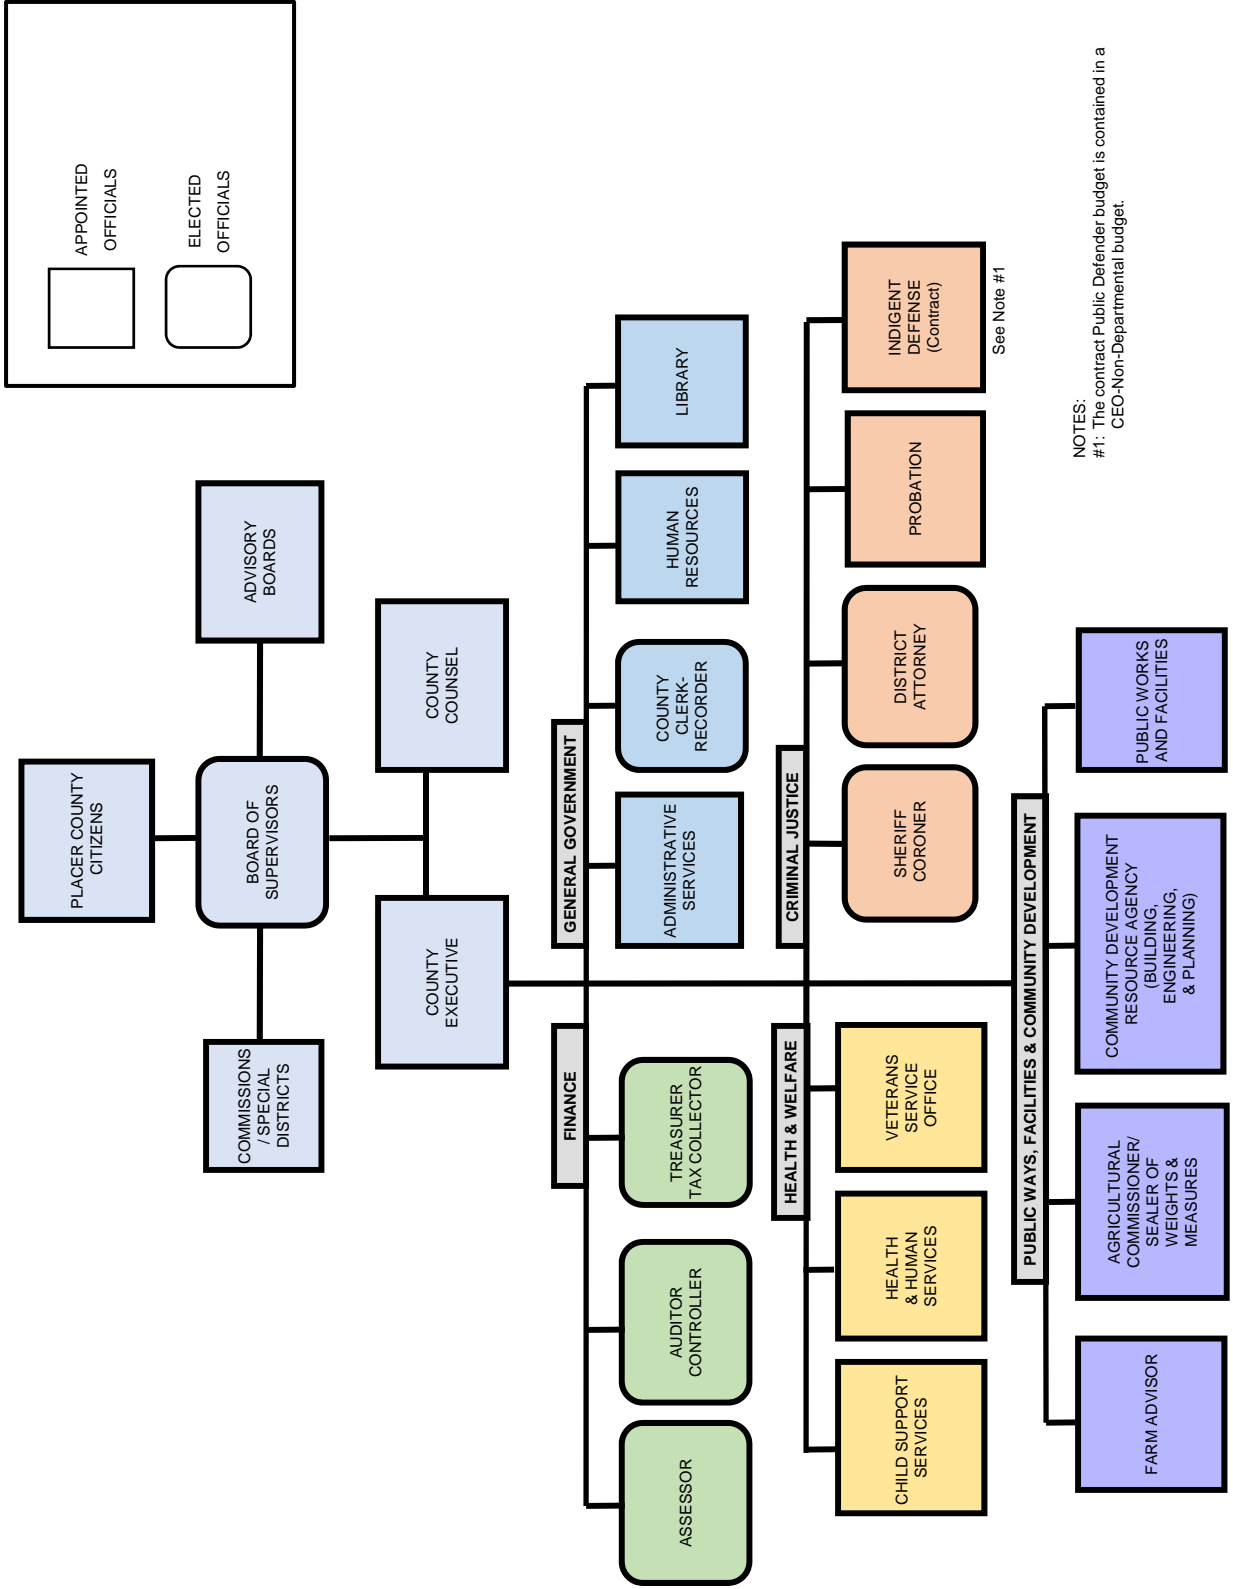 APPOINTED
OFFICIALS
ELECTED
OFFICIALS
PLACER COUNTY
CITIZENS
COMMISSIONS
/ SPECIAL
DISTRICTS
BOARD OF
SUPERVISORS
ADVISORY
BOARDS
COUNTY
EXECUTIVE
COUNTY
COUNSEL
FINANCE
GENERAL GOVERNMENT
ASSESSOR
AUDITOR
CONTROLLER
TREASURER
TAX COLLECTOR
ADMINISTRATIVE
SERVICES
COUNTY
CLERK-
RECORDER
HUMAN
RESOURCES
LIBRARY
HEALTH & WELFARE
CRIMINAL JUSTICE
CHILD SUPPORT
SERVICES
HEALTH
& HUMAN
SERVICES
VETERANS
SERVICE
OFFICE
SHERIFF
CORONER
DISTRICT
ATTORNEY
PROBATION
INDIGENT
DEFENSE
(Contract)
See Note #1
PUBLIC WAYS, FACILITIES & COMMUNITY DEVELOPMENT
FARM ADVISOR
AGRICULTURAL
COMMISSIONER/
SEALER OF
WEIGHTS &
MEASURES
COMMUNITY DEVELOPMENT
RESOURCE AGENCY
(BUILDING,
ENGINEERING,
& PLANNING)
PUBLIC WORKS
AND FACILITIES
NOTES:
#1: The contract Public Defender budget is contained in a
CEO-Non-Departmental budget.